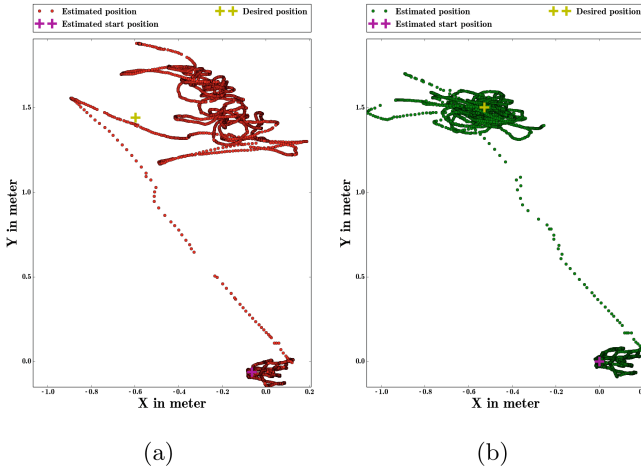 Estimated position
Desired position
Estimated start position
Estimated position
Desired position
Estimated start position
Y in meter
1.5
1.0
0.5
0.0
-1.0
-0.8
-0.6
-0.4
-0.2
0.0
0.2
X in meter
Y in meter
1.5
1.0
0.5
0.0
-1.0
-0.8
-0.6
-0.4
-0.2
0.0
0.2
X in meter
(a)
(b)